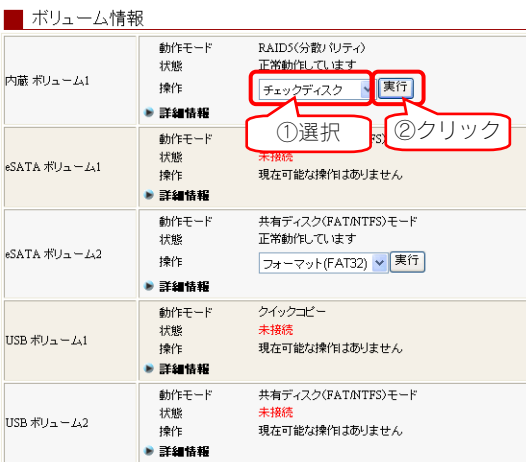 ボリューム情報
内蔵 ボリューム1
動作モード RAID5(分散パリティ)
状態 正常動作しています
操作 チェックディスク 実行
詳細情報
①選択 ②クリック
eSATA ボリューム1
動作モード FS)
状態 未接続
操作 現在可能な操作はありません
詳細情報
eSATA ボリューム2
動作モード 共有ディスク(FAT/NTFS)モード
状態 正常動作しています
操作 フォーマット(FAT32) 実行
詳細情報
USB ボリューム1
動作モード クイックコピー
状態 未接続
操作 現在可能な操作はありません
詳細情報
USB ボリューム2
動作モード 共有ディスク(FAT/NTFS)モード
状態 未接続
操作 現在可能な操作はありません
詳細情報